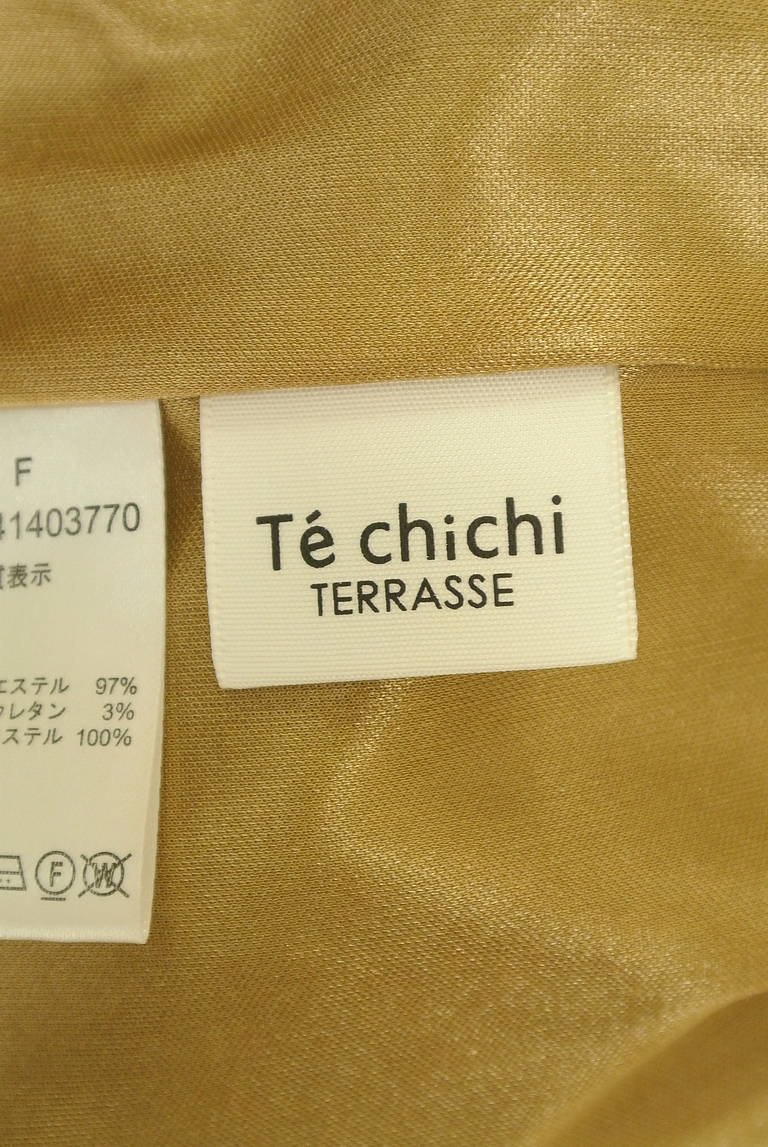 F
41403770
表示
エステル 97%
ウレタン 3%
ステル 100%
F W
Té chichi
TERRASSE